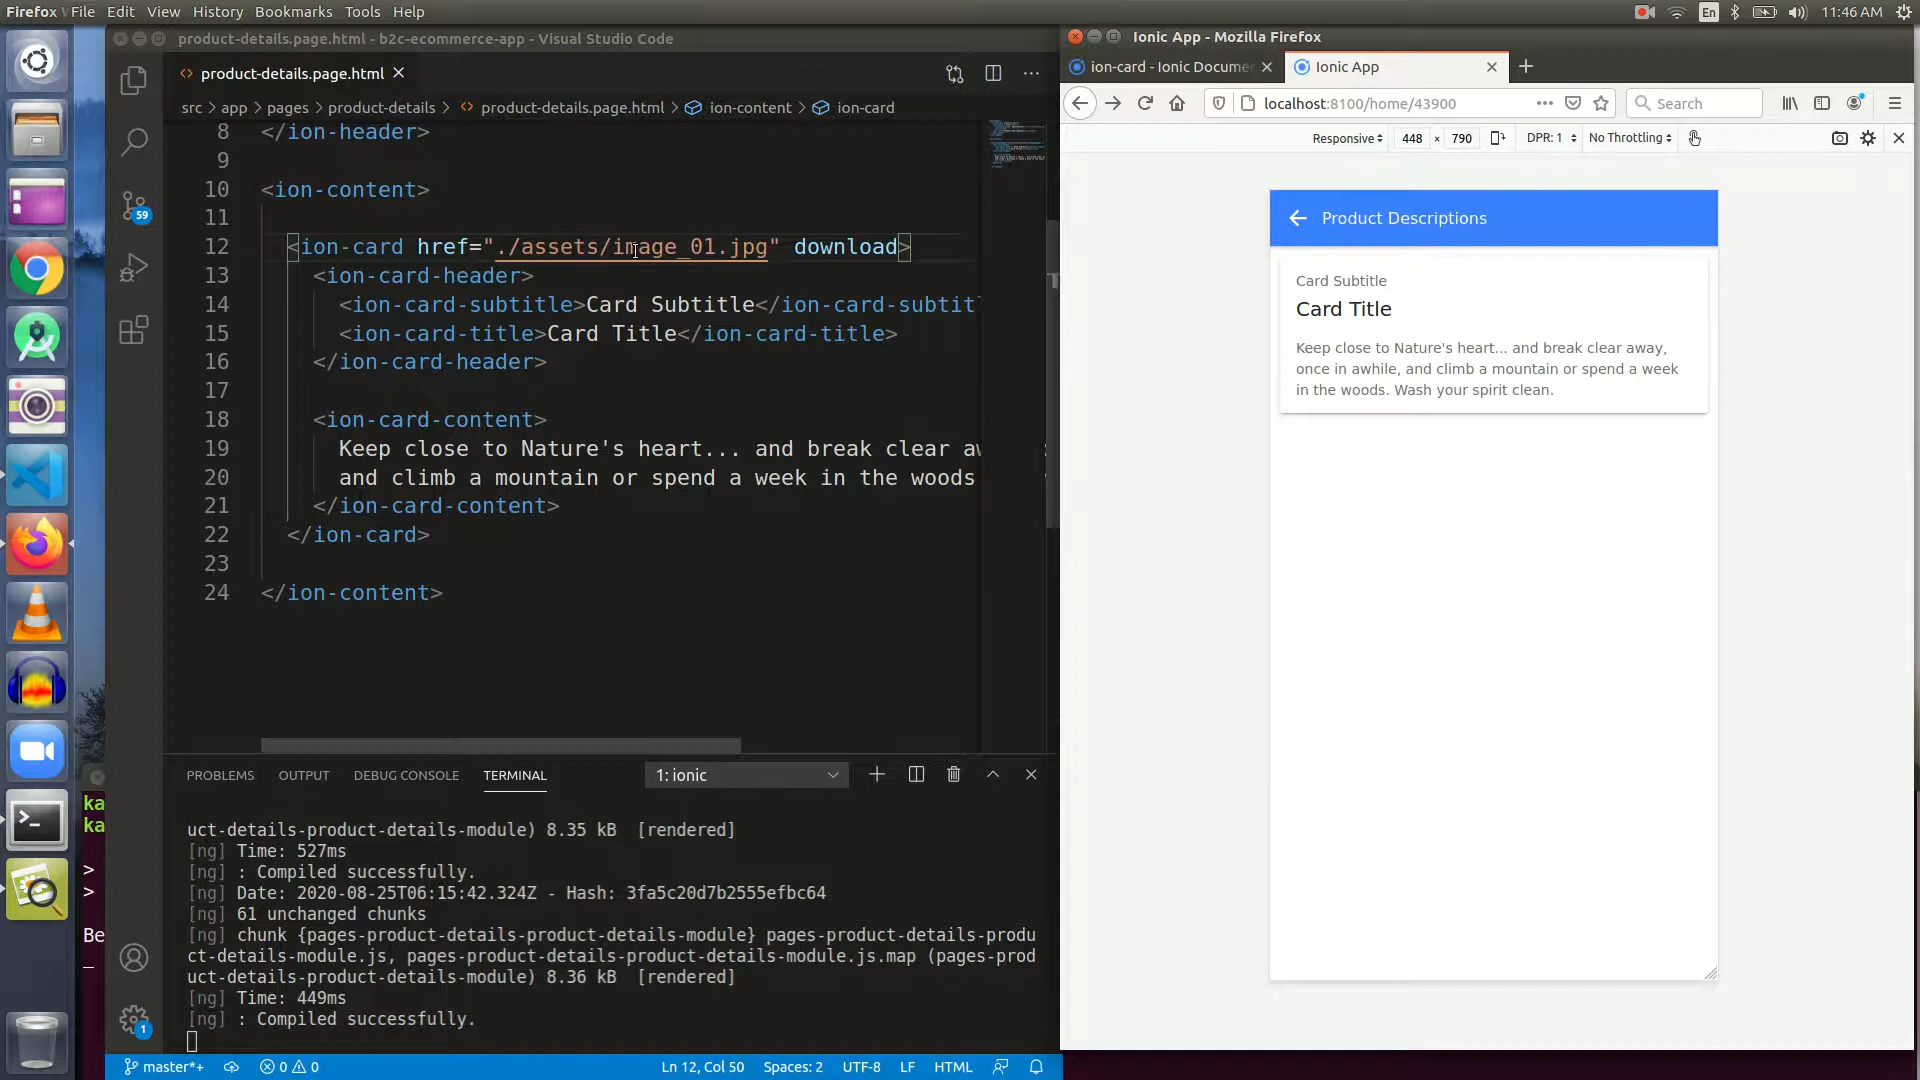 Firefox File Edit View History Bookmarks Tools Help
En 11:46 AM
product-details.page.html - b2c-ecommerce-app - Visual Studio Code
product-details.page.html
src app pages product-details product-details.page.html ion-content ion-card
8 </ion-header>
9
10 <ion-content>
11
12 <ion-card href="./assets/image_01.jpg" download>
13 <ion-card-header>
14 <ion-card-subtitle>Card Subtitle</ion-card-subtit
15 <ion-card-title>Card Title</ion-card-title>
16 </ion-card-header>
17
18 <ion-card-content>
19 Keep close to Nature's heart... and break clear
20 and climb a mountain or spend a week in the woods
21 </ion-card-content>
22 </ion-card>
23
24 </ion-content>
59
PROBLEMS OUTPUT DEBUG CONSOLE TERMINAL 1: ionic
uct-details-product-details-module) 8.35 kB [rendered]
[ng] Time: 527ms
[ng] : Compiled successfully.
[ng] Date: 2020-08-25T06:15:42.324Z - Hash: 3fa5c20d7b2555efbc64
[ng] 61 unchanged chunks
[ng] chunk {pages-product-details-product-details-module} pages-product-details-produ
ct-details-module.js, pages-product-details-product-details-module.js.map (pages-prod
uct-details-product-details-module) 8.36 kB [rendered]
[ng] Time: 449ms
[ng] : Compiled successfully.
1
ka
ka
>
>
Be
master*+ 0 0 Ln 12, Col 50 Spaces: 2 UTF-8 LF HTML
Ionic App - Mozilla Firefox
ion-card - Ionic Docume Ionic App
localhost:8100/home/43900 Search
Responsive 448 × 790 DPR: 1 No Throttling
Product Descriptions
Card Subtitle
Card Title
Keep close to Nature's heart... and break clear away,
once in awhile, and climb a mountain or spend a week
in the woods. Wash your spirit clean.